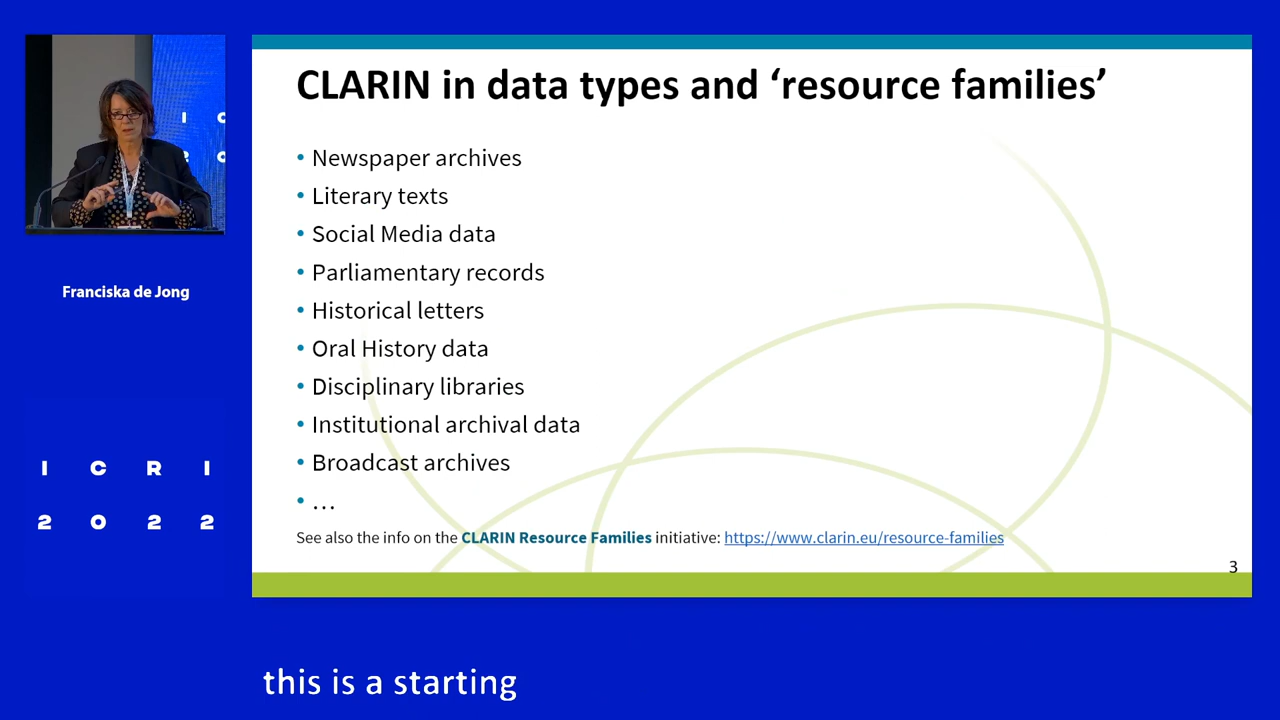 CLARIN in data types and ‘resource families’
• Newspaper archives
• Literary texts
• Social Media data
• Parliamentary records
• Historical letters
• Oral History data
• Disciplinary libraries
• Institutional archival data
• Broadcast archives
• …
See also the info on the CLARIN Resource Families initiative: https://www.clarin.eu/resource-families
3
Franciska de Jong
I C R I
2 0 2 2
this is a starting